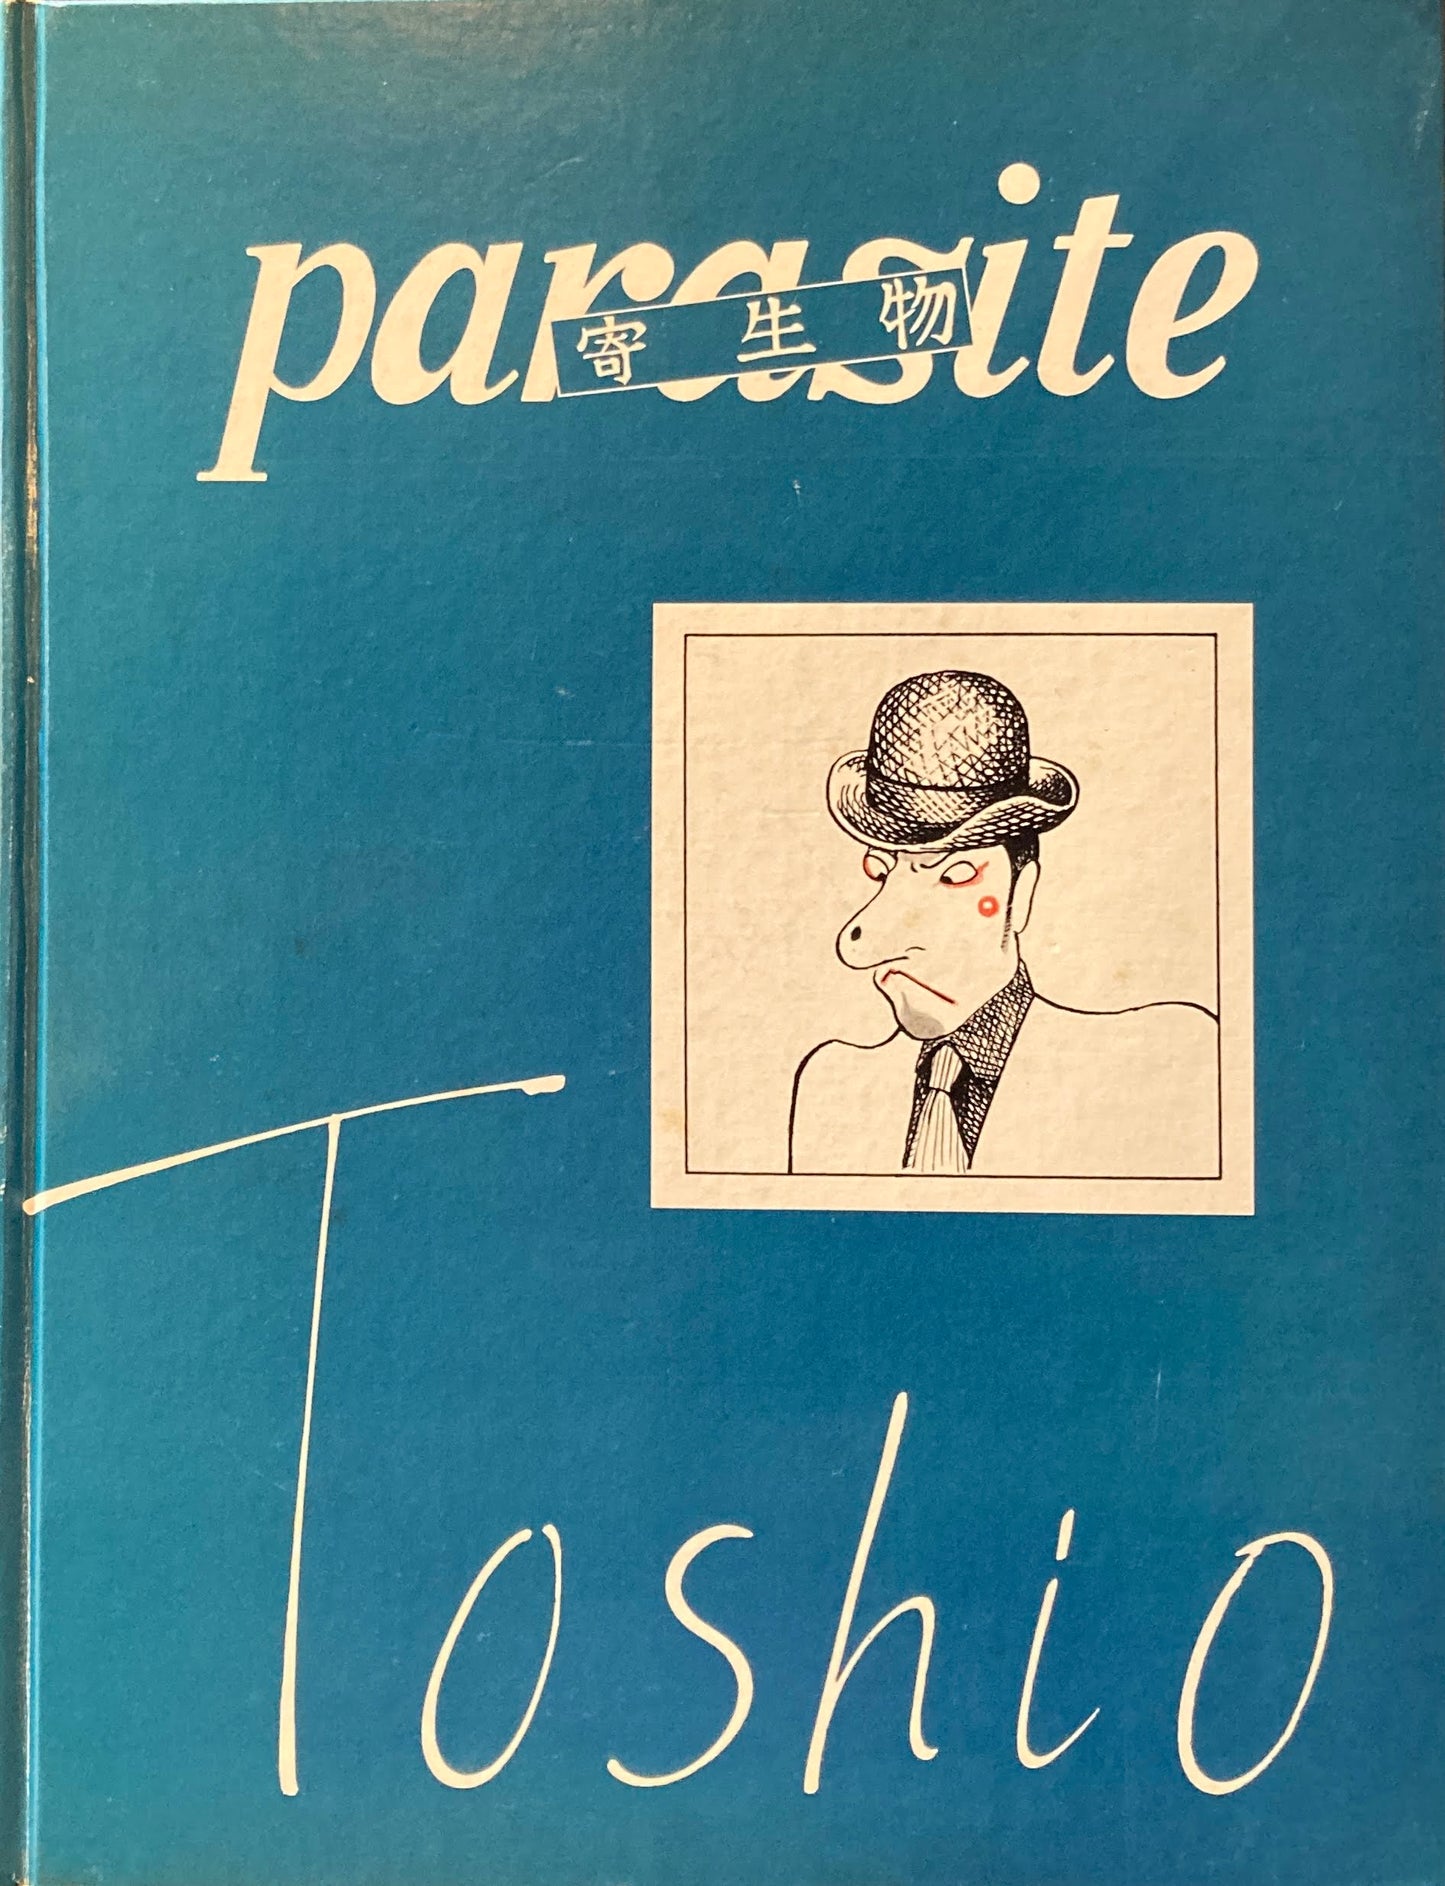 parasite
寄生物
Toshio